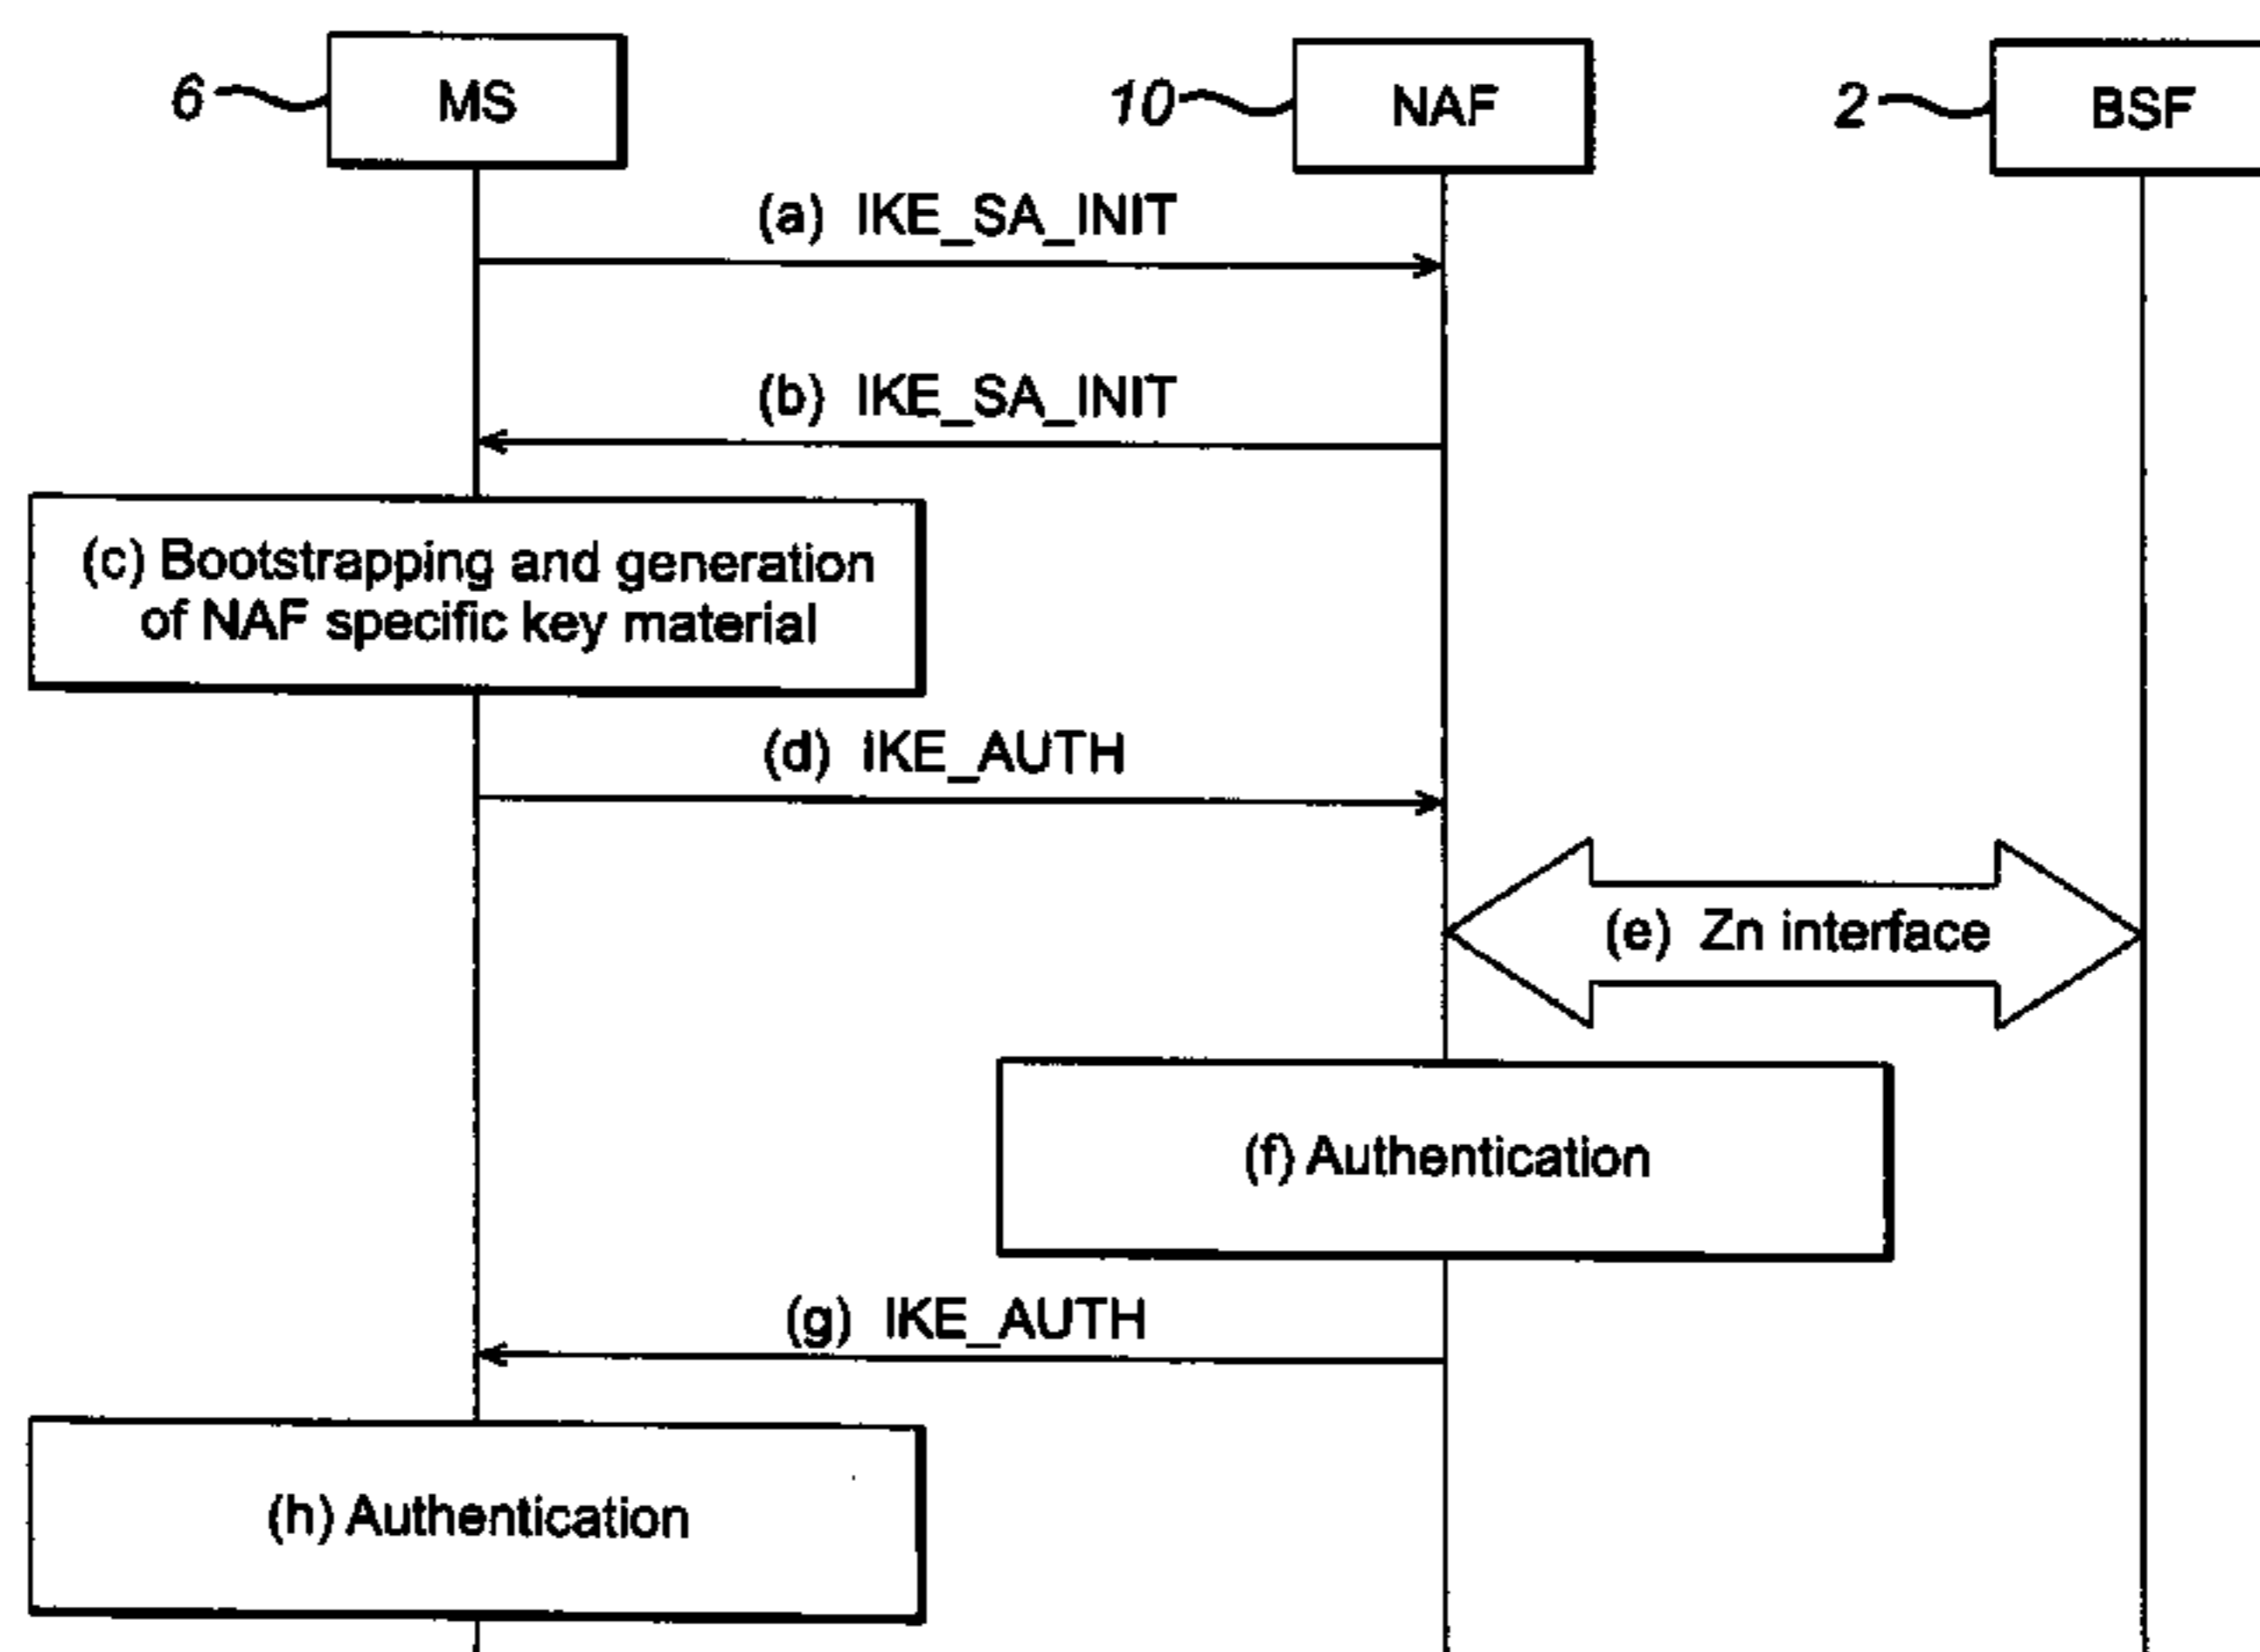 6 MS 10 NAF 2 BSF
(a) IKE_SA_INIT
(b) IKE_SA_INIT
(c) Bootstrapping and generation
of NAF specific key material
(d) IKE_AUTH
(e) Zn interface
(f) Authentication
(g) IKE_AUTH
(h) Authentication